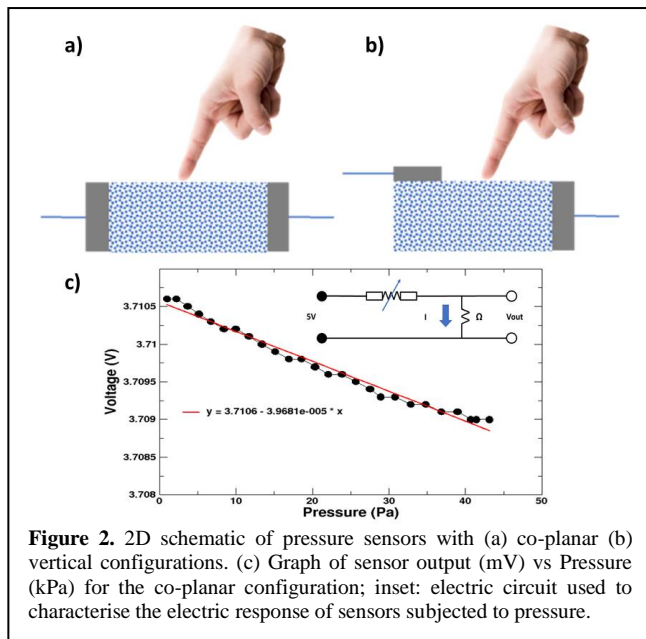 a)
b)
c)
3.7105
3.71
3.7095
3.709
3.7085
3.708
Voltage (V)
5V
I
Ω
Vout
y = 3.7106 - 3.9681e-005 * x
0
10
20
30
40
50
Pressure (Pa)
Figure 2. 2D schematic of pressure sensors with (a) co-planar (b)
vertical configurations. (c) Graph of sensor output (mV) vs Pressure
(kPa) for the co-planar configuration; inset: electric circuit used to
characterise the electric response of sensors subjected to pressure.